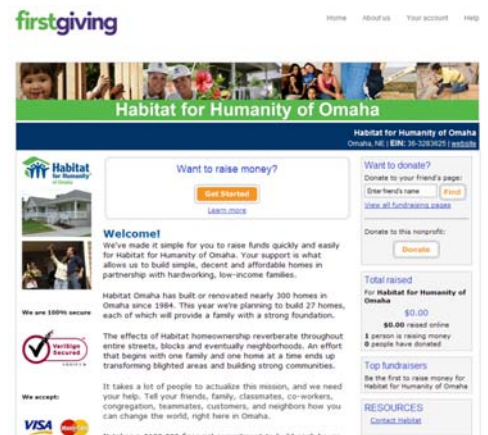 firstgiving
Home About us Your account Help
Habitat for Humanity of Omaha
Habitat for Humanity of Omaha
Omaha, NE | EIN: 36-3283625 | website
Habitat
for Humanity
of Omaha
We are 100% secure
VeriSign
Secured
VERIFY
We accept:
VISA MasterCard
Want to raise money?
Get Started
Learn more
Welcome!
We've made it simple for you to raise funds quickly and easily
for Habitat for Humanity of Omaha. Your support is what
allows us to build simple, decent and affordable homes in
partnership with hardworking, low-income families.
Habitat Omaha has built or renovated nearly 300 homes in
Omaha since 1984. This year we're planning to build 27 homes,
each of which will provide a family with a strong foundation.
The effects of Habitat homeownership reverberate throughout
entire streets, blocks and eventually neighborhoods. An effort
that begins with one family and one home at a time ends up
transforming blighted areas and building strong communities.
It takes a lot of people to actualize this mission, and we need
your help. Tell your friends, family, classmates, co-workers,
congregation, teammates, customers, and neighbors how you
can change the world, right here in Omaha.
Want to donate?
Donate to your friend's page:
Enter friend's name Find
View all fundraising pages
Donate to this nonprofit:
Donate
Total raised
For Habitat for Humanity of
Omaha
$0.00
$0.00 raised online
1 person is raising money
0 people have donated
Top fundraisers
Be the first to raise money for
Habitat for Humanity of Omaha
RESOURCES
Contact Habitat